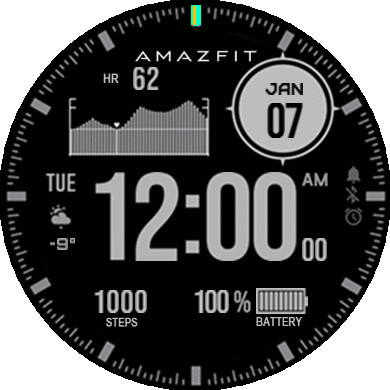 AMAZFIT
HR 62
JAN
07
TUE
12:00
AM
00
-9°
1000
STEPS
100 %
BATTERY